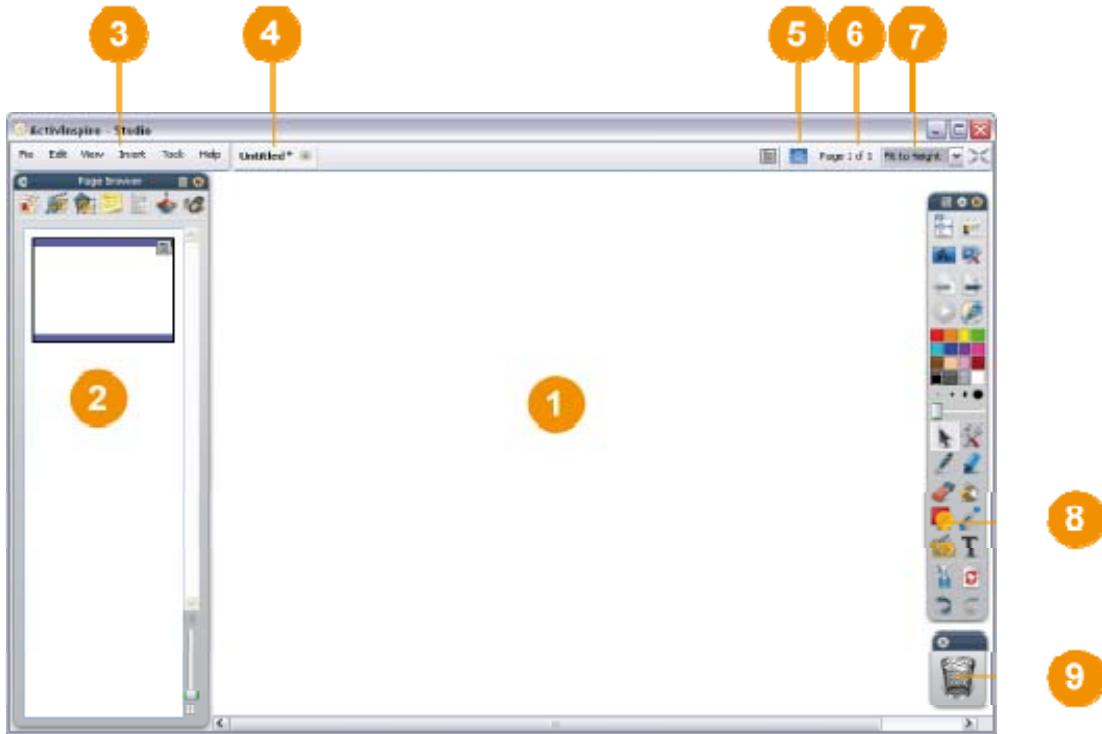 3 4 5 6 7
ActivInspire - Studio
File Edit View Insert Tools Help Untitled* Page 1 of 1 Fit to height
Page Browser
2
1
8
9